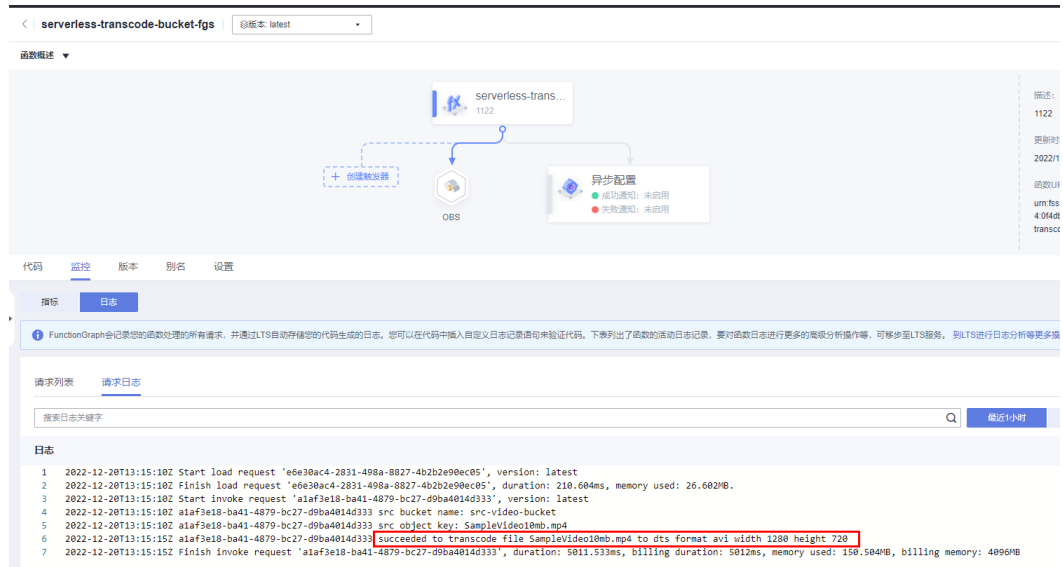 serverless-transcode-bucket-fgs
版本: latest
函数概述
serverless-trans...
1122
创建触发器
OBS
异步配置
成功通知: 未启用
失败通知: 未启用
描述:
1122
更新时
2022/1
函数UR
urn:fss
4:0f4db
transco
代码 监控 版本 别名 设置
指标 日志
FunctionGraph会记录您的函数处理的所有请求，并通过LTS自动存储您的代码生成的日志。您可以在代码中插入自定义日志记录语句来验证代码。下表列出了函数的活动日志记录，要对函数日志进行更多的高级分析操作等，可移步至LTS服务。 到LTS进行日志分析等更多操
请求列表 请求日志
搜索日志关键字
最近1小时
日志
1 2022-12-20T13:15:10Z Start load request 'e6e30ac4-2831-498a-8827-4b2b2e90ec05', version: latest
2 2022-12-20T13:15:10Z Finish load request 'e6e30ac4-2831-498a-8827-4b2b2e90ec05', duration: 210.604ms, memory used: 26.602MB.
3 2022-12-20T13:15:10Z Start invoke request 'a1af3e18-ba41-4879-bc27-d9ba4014d333', version: latest
4 2022-12-20T13:15:10Z a1af3e18-ba41-4879-bc27-d9ba4014d333 src bucket name: src-video-bucket
5 2022-12-20T13:15:10Z a1af3e18-ba41-4879-bc27-d9ba4014d333 src object key: SampleVideo10mb.mp4
6 2022-12-20T13:15:15Z a1af3e18-ba41-4879-bc27-d9ba4014d333 succeeded to transcode file SampleVideo10mb.mp4 to dts format avi width 1280 height 720
7 2022-12-20T13:15:15Z Finish invoke request 'a1af3e18-ba41-4879-bc27-d9ba4014d333', duration: 5011.533ms, billing duration: 5012ms, memory used: 150.504MB, billing memory: 4096MB